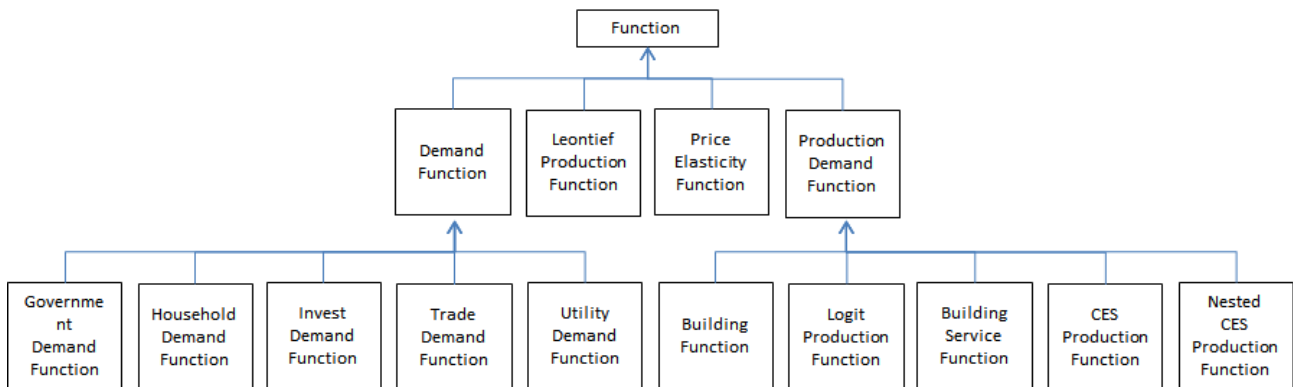 Function
Demand
Function
Leontief
Production
Function
Price
Elasticity
Function
Production
Demand
Function
Governme
nt
Demand
Function
Household
Demand
Function
Invest
Demand
Function
Trade
Demand
Function
Utility
Demand
Function
Building
Function
Logit
Production
Function
Building
Service
Function
CES
Production
Function
Nested
CES
Production
Function